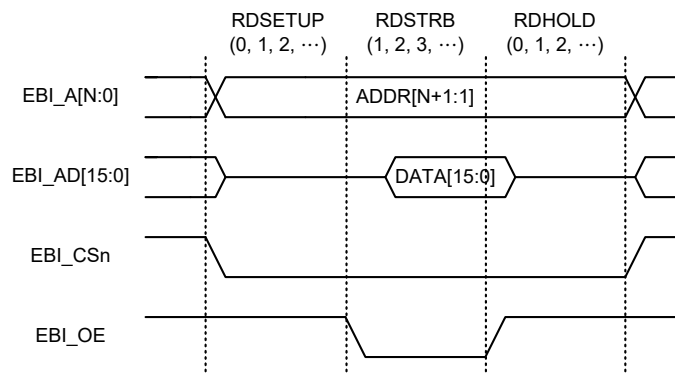 RDSETUP RDSTRB RDHOLD
(0, 1, 2, ⋯) (1, 2, 3, ⋯) (0, 1, 2, ⋯)
EBI_A[N:0] ADDR[N+1:1]
EBI_AD[15:0] DATA[15:0]
EBI_CSn
EBI_OE